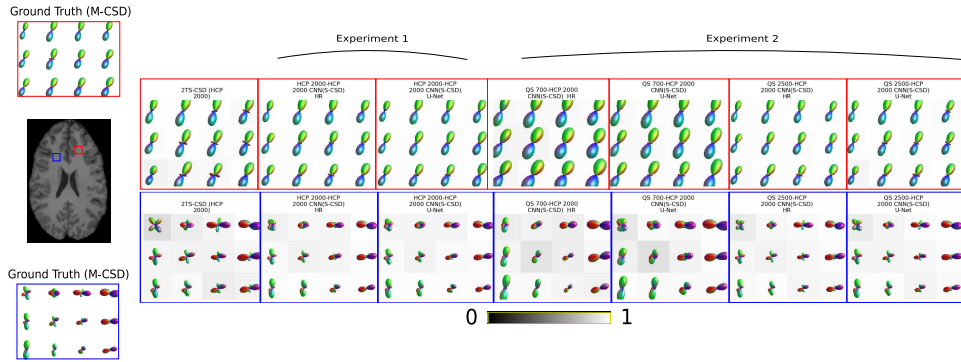 Ground Truth (M-CSD)
Experiment 1
Experiment 2
2TS-CSD (HCP
2000)
HCP 2000-HCP
2000 CNN(S-CSD)
HR
HCP 2000-HCP
2000 CNN(S-CSD)
U-Net
QS 700-HCP 2000
CNN(S-CSD) HR
QS 700-HCP 2000
CNN(S-CSD)
U-Net
QS 2500-HCP
2000 CNN(S-CSD)
HR
QS 2500-HCP
2000 CNN(S-CSD)
U-Net
2TS-CSD (HCP
2000)
HCP 2000-HCP
2000 CNN(S-CSD)
HR
HCP 2000-HCP
2000 CNN(S-CSD)
U-Net
QS 700-HCP 2000
CNN(S-CSD) HR
QS 700-HCP 2000
CNN(S-CSD)
U-Net
QS 2500-HCP
2000 CNN(S-CSD)
HR
QS 2500-HCP
2000 CNN(S-CSD)
U-Net
Ground Truth (M-CSD)
0 1